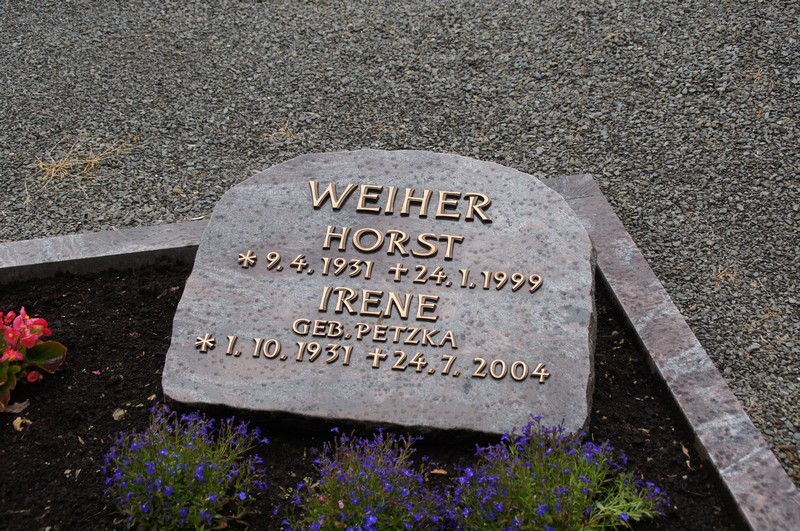 WEIHER
HORST
* 9. 4. 1931 ✝ 24. 1. 1999
IRENE
GEB. PETZKA
* 1. 10. 1931 ✝ 24. 7. 2004